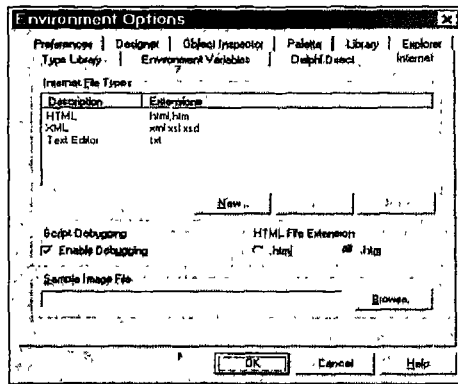 Environment Options
Preferences | Designer | Object Inspector | Palette | Library | Explorer
Type Library | Environment Variables | Delphi Direct | Internet
Internet File Types
Description Extensions
HTML html,htm
XML xml xsl xsd
Text Editor txt
New..
Script Debugging HTML File Extension
Enable Debugging .html .htm
Sample Image File
Browse.
OK Cancel Help